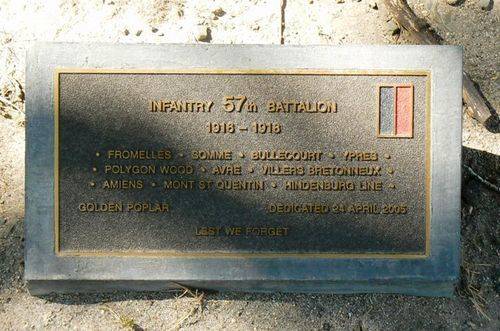 INFANTRY 57th BATTALION
1916 - 1918
• FROMELLES • SOMME • BULLECOURT • YPRES •
• POLYGON WOOD • AVRE • VILLERS BRETONNEUX •
• AMIENS • MONT ST QUENTIN • HINDENBURG LINE •
GOLDEN POPLAR DEDICATED 24 APRIL 2005
LEST WE FORGET